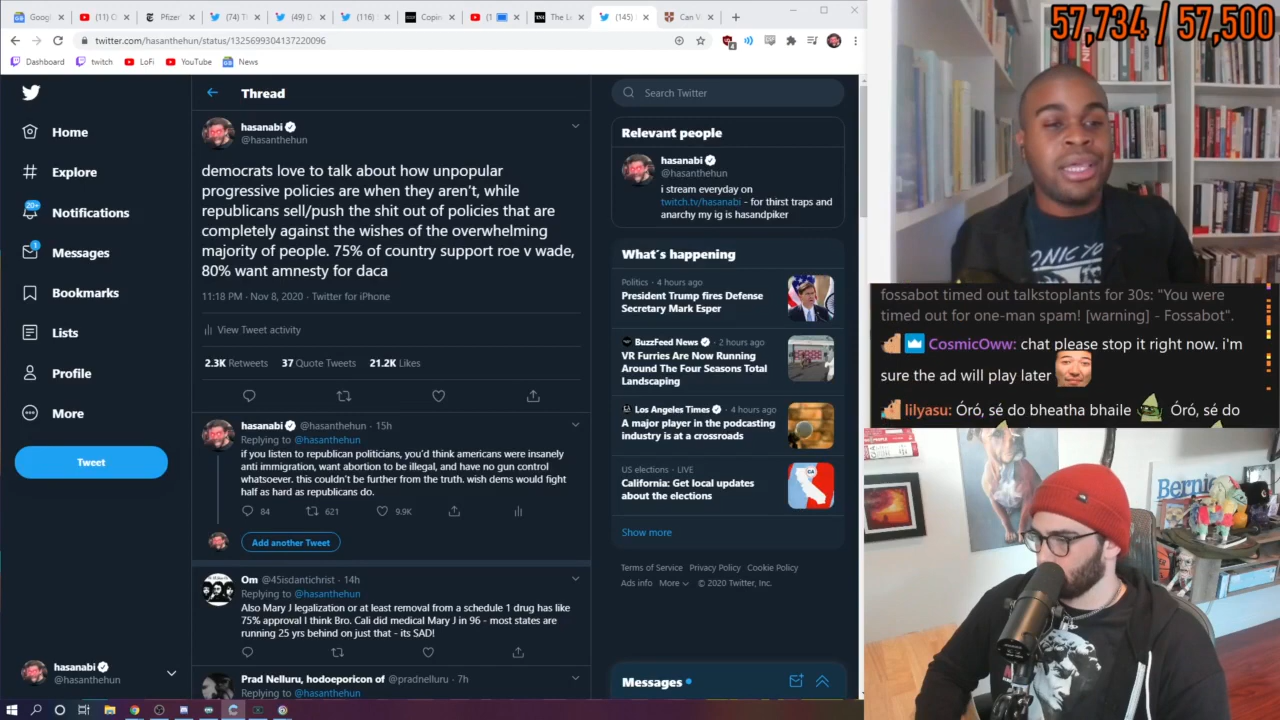 Googl
(11) C
Pfizer
(74) T
(49) D
(116)
Copin
(1
The Lo
(145)
Can V
twitter.com/hasanthehun/status/1325699304137220096
Dashboard
twitch
LoFi
YouTube
News
Home
Explore
20+
Notifications
1
Messages
Bookmarks
Lists
Profile
More
Tweet
hasanabi
@hasanthehun
Thread
hasanabi
@hasanthehun
democrats love to talk about how unpopular
progressive policies are when they aren't, while
republicans sell/push the shit out of policies that are
completely against the wishes of the overwhelming
majority of people. 75% of country support roe v wade,
80% want amnesty for daca
11:18 PM · Nov 8, 2020 · Twitter for iPhone
View Tweet activity
2.3K Retweets 37 Quote Tweets 21.2K Likes
hasanabi @hasanthehun · 15h
Replying to @hasanthehun
if you listen to republican politicians, you'd think americans were insanely
anti immigration, want abortion to be illegal, and have no gun control
whatsoever. this couldn't be further from the truth. wish dems would fight
half as hard as republicans do.
84 621 9.9K
Add another Tweet
Om @45isdantichrist · 14h
Replying to @hasanthehun
Also Mary J legalization or at least removal from a schedule 1 drug has like
75% approval I think Bro. Cali did medical Mary J in 96 - most states are
running 25 yrs behind on just that - its SAD!
Prad Nelluru, hodoeporicon of @pradnelluru · 7h
Replying to @hasanthehun
Search Twitter
Relevant people
hasanabi
@hasanthehun
i stream everyday on
twitch.tv/hasanabi - for thirst traps and
anarchy my ig is hasandpiker
What's happening
Politics · 4 hours ago
President Trump fires Defense
Secretary Mark Esper
BuzzFeed News · 2 hours ago
VR Furries Are Now Running
Around The Four Seasons Total
Landscaping
Los Angeles Times · 4 hours ago
A major player in the podcasting
industry is at a crossroads
US elections · LIVE
California: Get local updates
about the elections
Show more
Terms of Service Privacy Policy Cookie Policy
Ads info More © 2020 Twitter, Inc.
Messages
57,734 / 57,500
ONIC YO
fossabot timed out talkstoplants for 30s: "You were
timed out for one-man spam! [warning] - Fossabot".
CosmicOww: chat please stop it right now. i'm
sure the ad will play later
lilyasu: Óró, sé do bheatha bhaile Óró, sé do
Bernie